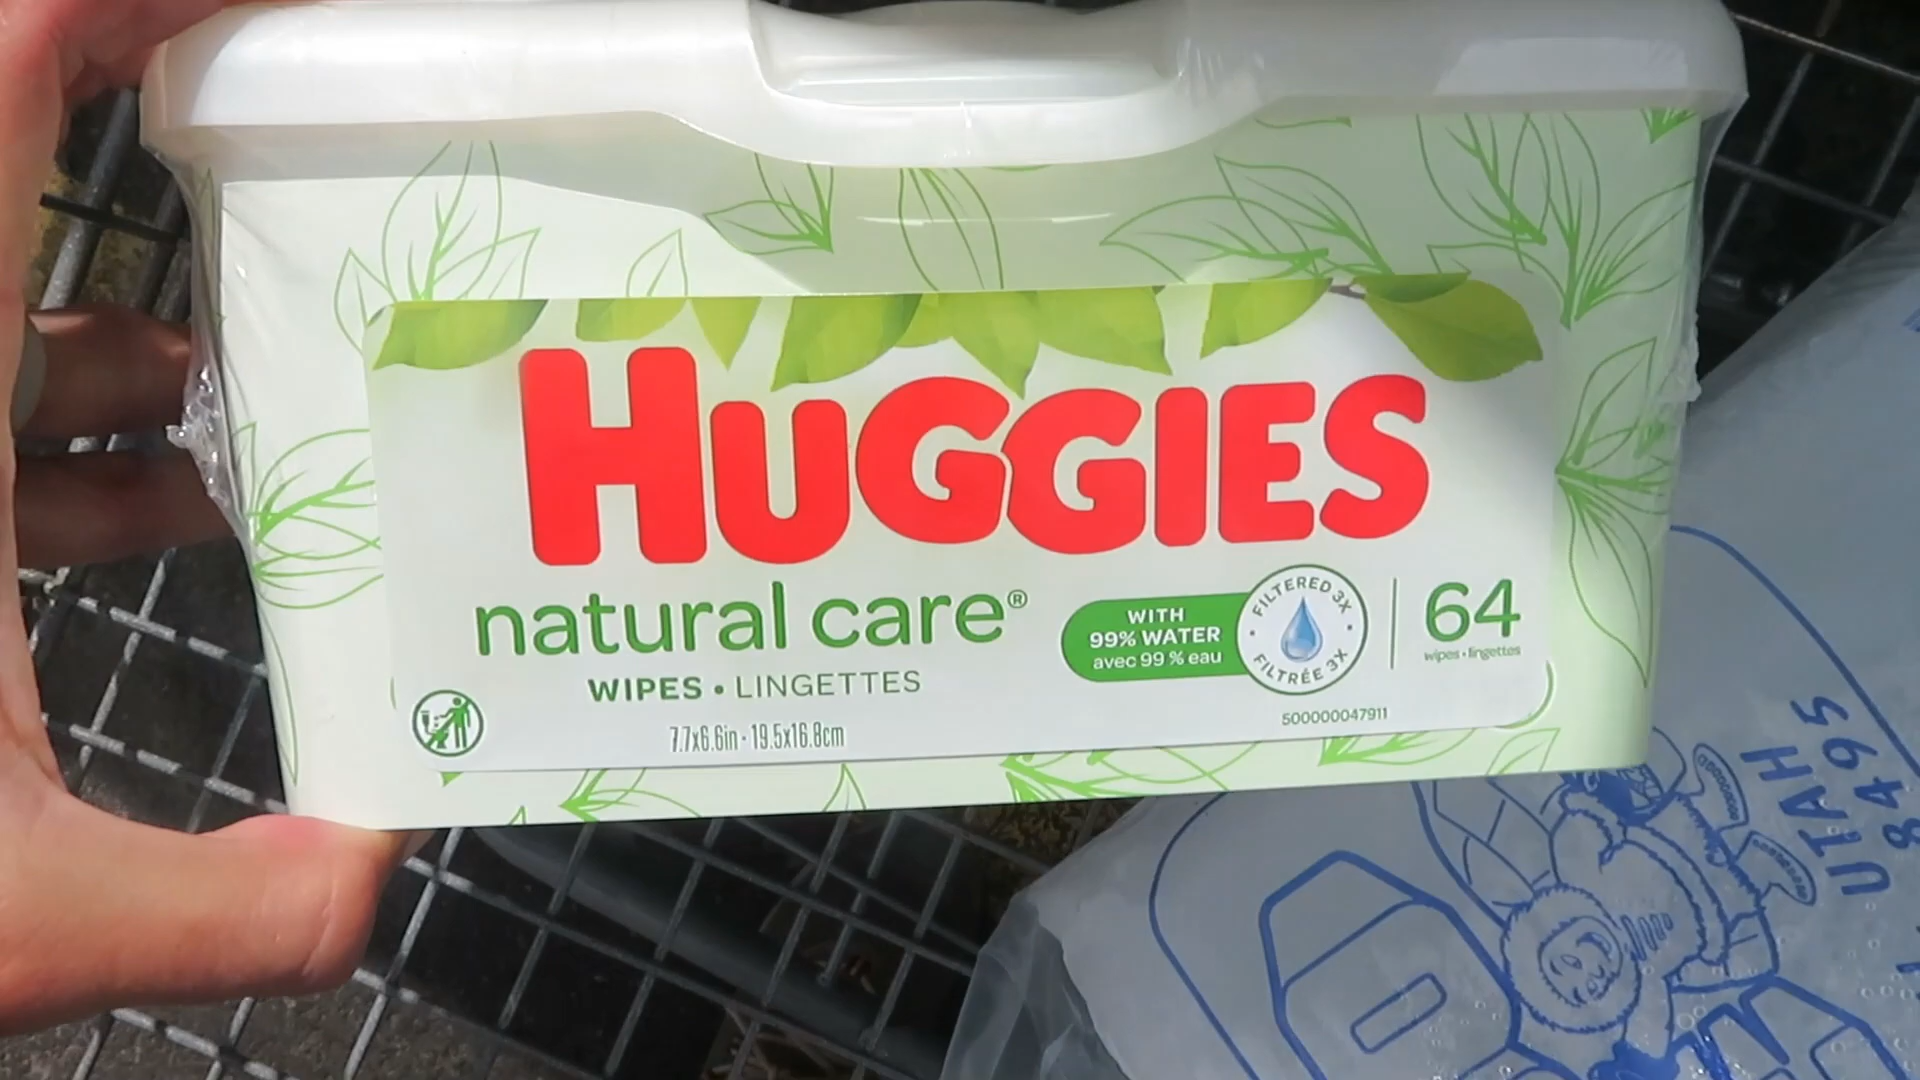 HUGGIES
natural care®
WIPES • LINGETTES
7.7x6.6in - 19.5x16.8cm
WITH
99% WATER
avec 99 % eau
FILTERED 3X
FILTRÉE 3X
64
wipes • lingettes
500000047911
UTAH
8495